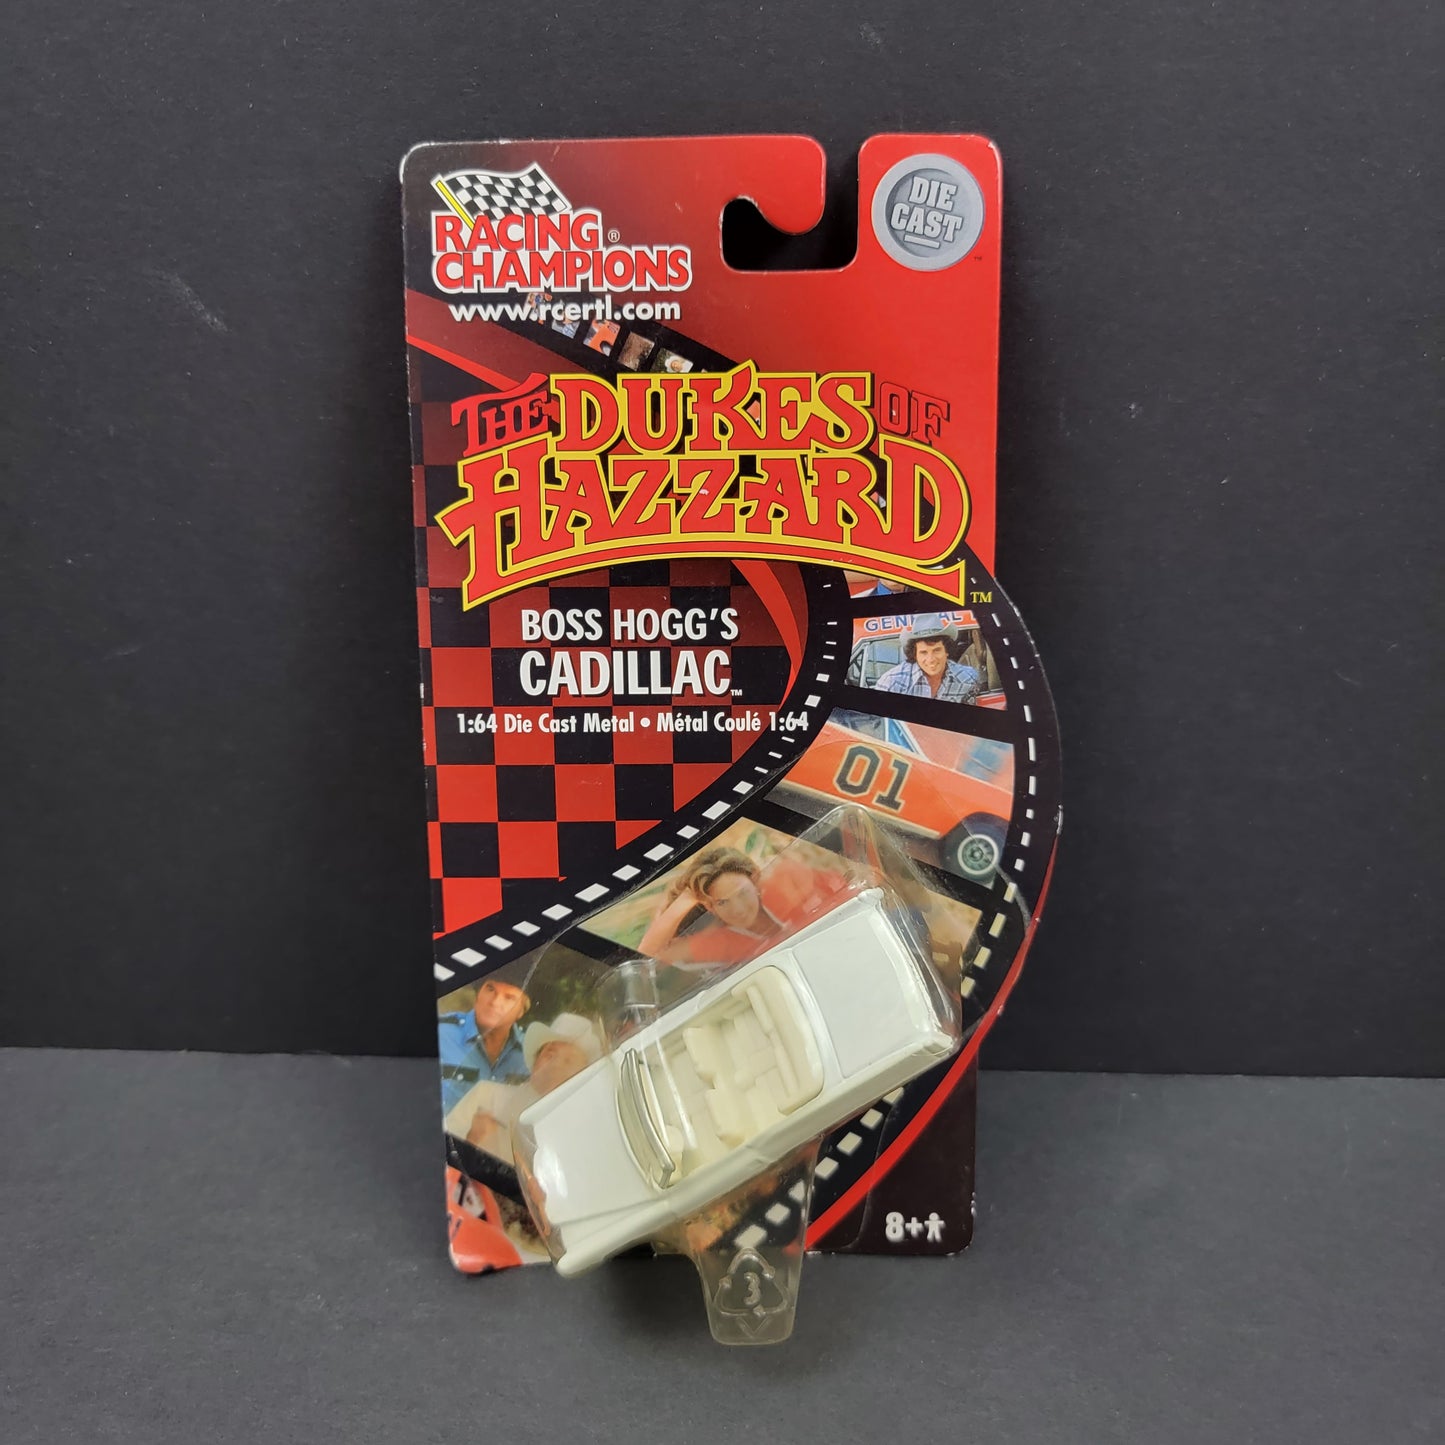 RACING ®
CHAMPIONS
www.rcertl.com
DIE
CAST
™
THE DUKES OF
HAZZARD
™
BOSS HOGG'S
CADILLAC™
1:64 Die Cast Metal • Métal Coulé 1:64
01
8+
3